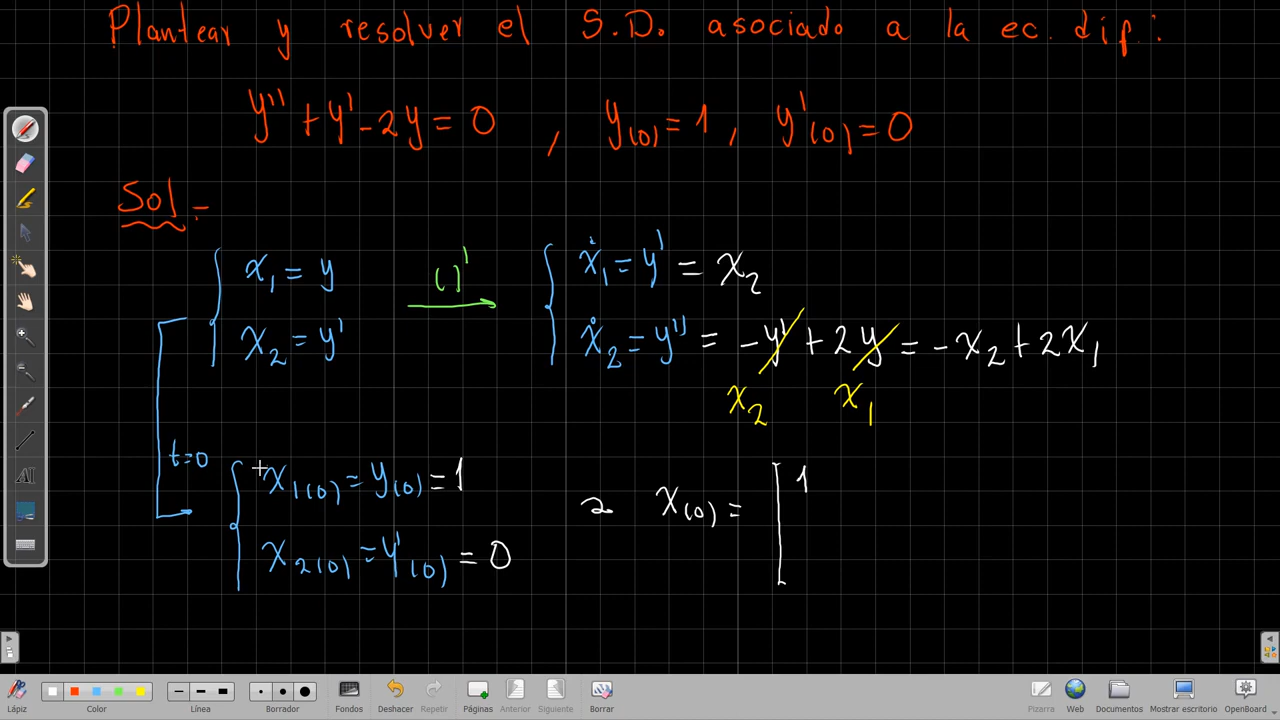 Plantear y resolver el S.D. asociado a la ec. dif.:
y'' + y' - 2y = 0 , y(0) = 1 , y'(0) = 0
Sol =
x₁ = y ( )' ẋ₁ = y' = x₂
x₂ = y' ẋ₂ = y'' = -y' + 2y = -x₂ + 2x₁
x₂ x₁
t=0
x₁(0) = y(0) = 1 x(0) = [ 1
x₂(0) = y'(0) = 0
Lápiz Color Línea Borrador Fondos Deshacer Repetir Páginas Anterior Siguiente Borrar Pizarra Web Documentos Mostrar escritorio OpenBoard